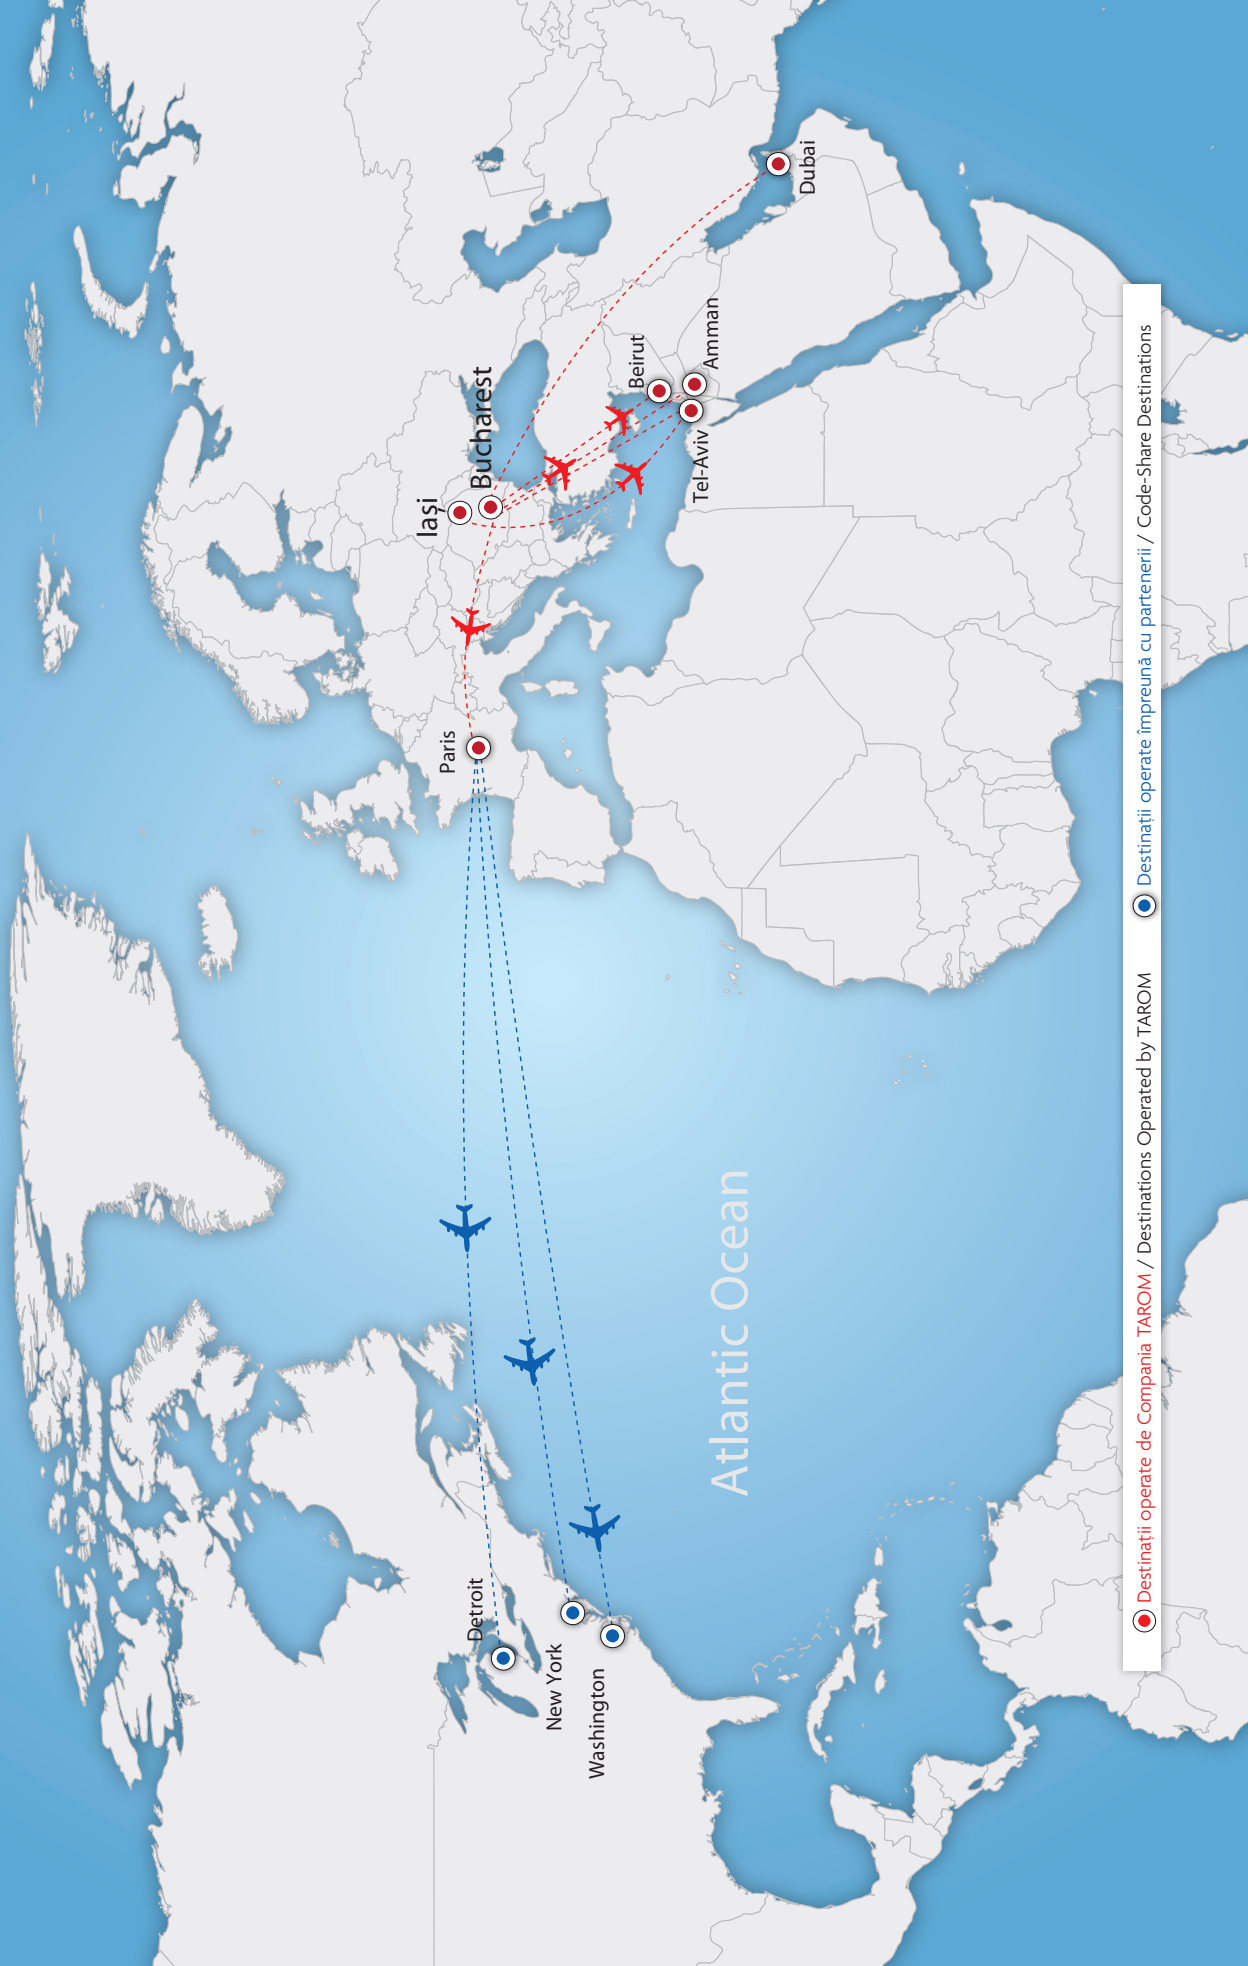 Iași
Bucharest
Paris
Beirut
Amman
Tel-Aviv
Dubai
Detroit
New York
Washington
Atlantic Ocean
Destinații operate de Compania TAROM / Destinations Operated by TAROM
Destinații operate împreună cu partenerii / Code-Share Destinations